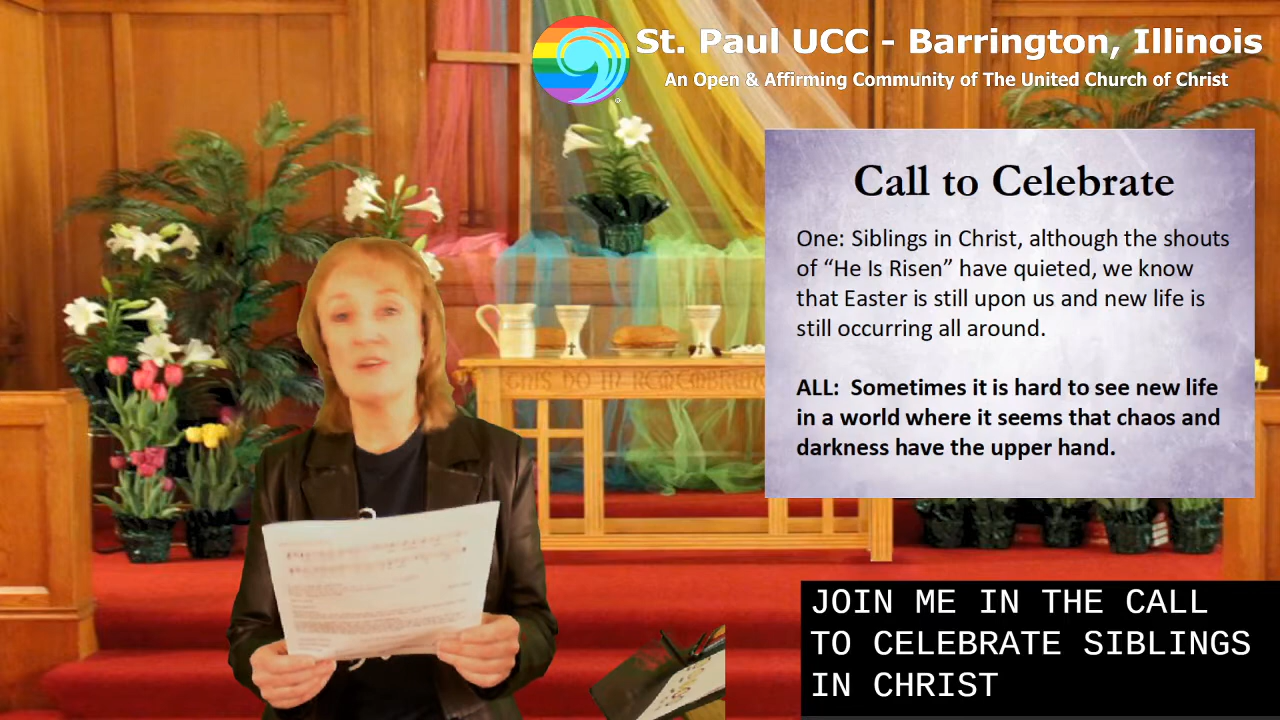 St. Paul UCC - Barrington, Illinois
An Open & Affirming Community of The United Church of Christ
Call to Celebrate
One: Siblings in Christ, although the shouts
of “He Is Risen” have quieted, we know
that Easter is still upon us and new life is
still occurring all around.
ALL:  Sometimes it is hard to see new life
in a world where it seems that chaos and
darkness have the upper hand.
THIS DO IN REMEMBRAN
JOIN ME IN THE CALL
TO CELEBRATE SIBLINGS
IN CHRIST